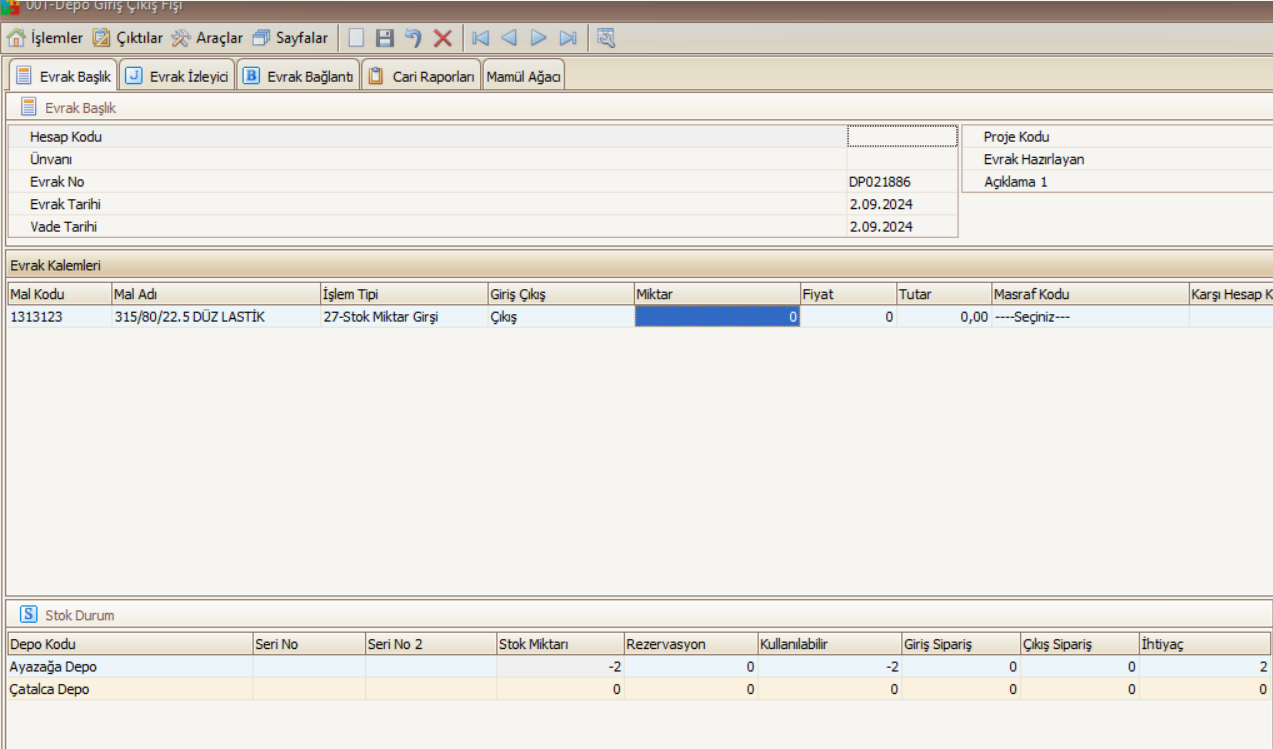 001-Depo Giriş Çıkış Fişi
İşlemler Çıktılar Araçlar Sayfalar
Evrak Başlık J Evrak İzleyici B Evrak Bağlantı Cari Raporları Mamül Ağacı
Evrak Başlık
Hesap Kodu Proje Kodu
Ünvanı Evrak Hazırlayan
Evrak No DP021886 Açıklama 1
Evrak Tarihi 2.09.2024
Vade Tarihi 2.09.2024
Evrak Kalemleri
Mal Kodu Mal Adı İşlem Tipi Giriş Çıkış Miktar Fiyat Tutar Masraf Kodu Karşı Hesap K
1313123 315/80/22.5 DÜZ LASTİK 27-Stok Miktar Girşi Çıkış 0 0 0,00 ----Seçiniz---
S Stok Durum
Depo Kodu Seri No Seri No 2 Stok Miktarı Rezervasyon Kullanılabilir Giriş Sipariş Çıkış Sipariş İhtiyaç
Ayazağa Depo -2 0 -2 0 0 2
Çatalca Depo 0 0 0 0 0 0